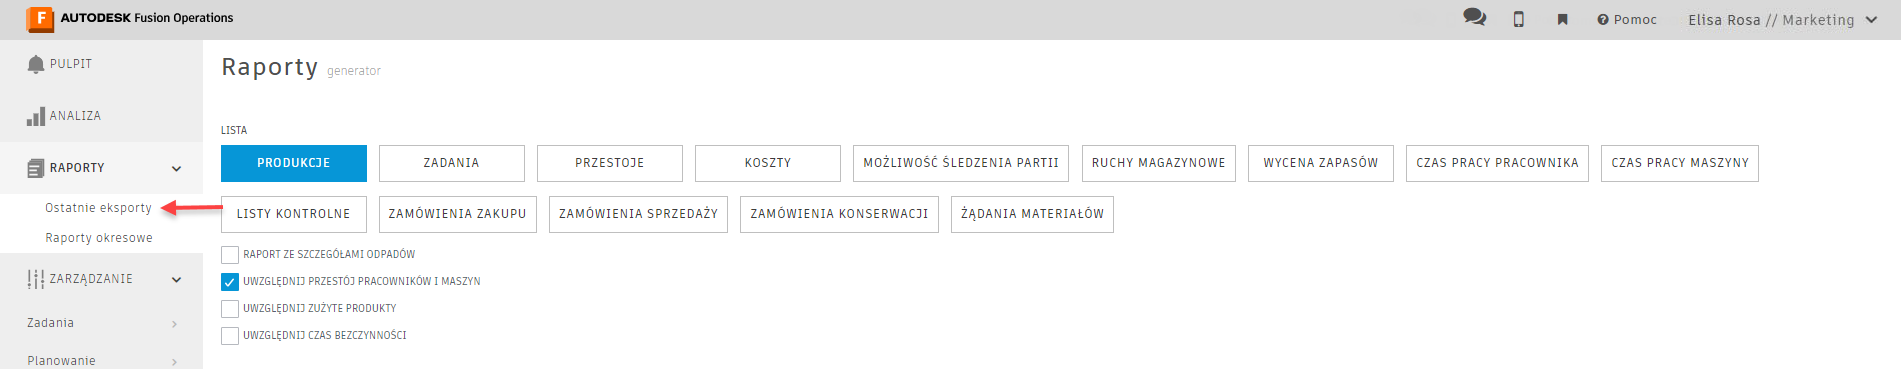 F AUTODESK Fusion Operations
Pomoc
Elisa Rosa // Marketing
PULPIT
ANALIZA
RAPORTY
Ostatnie eksporty
Raporty okresowe
ZARZĄDZANIE
Zadania
Planowanie
Raporty generator
LISTA
PRODUKCJE ZADANIA PRZESTOJE KOSZTY MOŻLIWOŚĆ ŚLEDZENIA PARTII RUCHY MAGAZYNOWE WYCENA ZAPASÓW CZAS PRACY PRACOWNIKA CZAS PRACY MASZYNY
LISTY KONTROLNE ZAMÓWIENIA ZAKUPU ZAMÓWIENIA SPRZEDAŻY ZAMÓWIENIA KONSERWACJI ŻĄDANIA MATERIAŁÓW
RAPORT ZE SZCZEGÓŁAMI ODPADÓW
UWZGLĘDNIJ PRZESTÓJ PRACOWNIKÓW I MASZYN
UWZGLĘDNIJ ZUŻYTE PRODUKTY
UWZGLĘDNIJ CZAS BEZCZYNNOŚCI